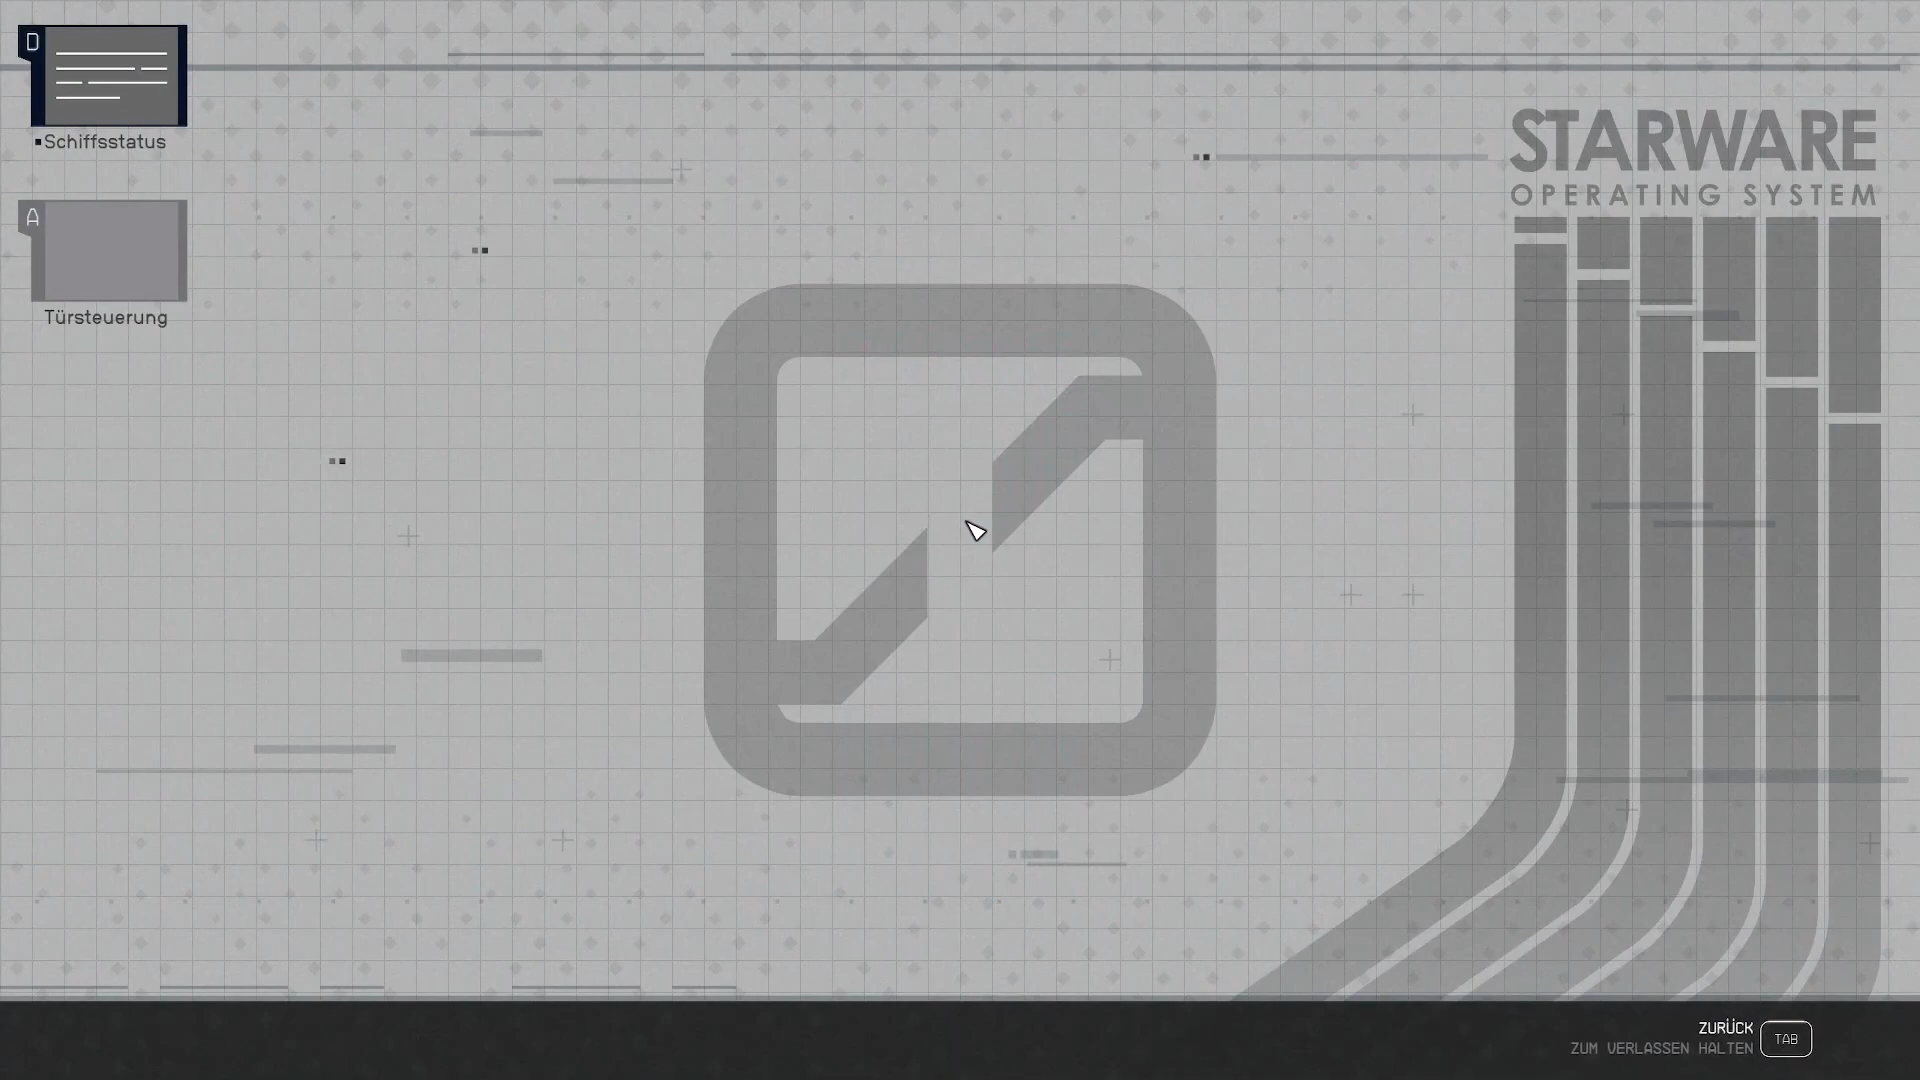 D
Schiffsstatus
A
Türsteuerung
STARWARE
OPERATING SYSTEM
ZURÜCK
ZUM VERLASSEN HALTEN
TAB